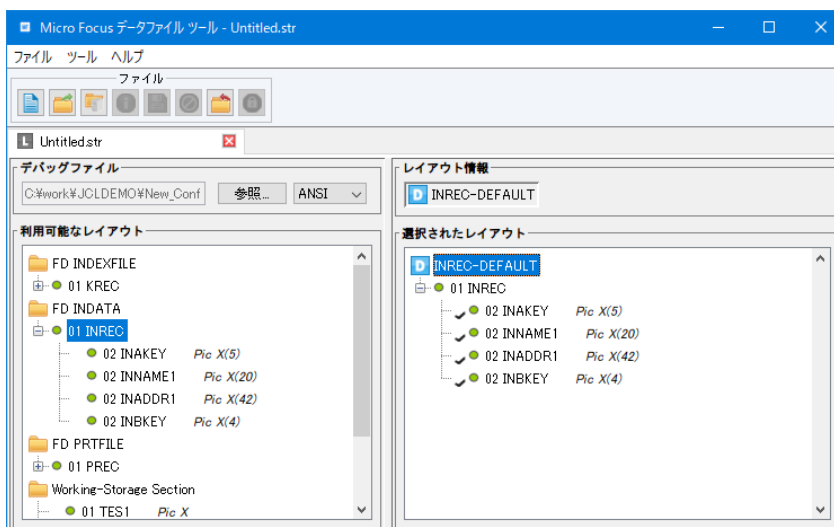 Micro Focus データファイル ツール - Untitled.str
ファイル ツール ヘルプ
ファイル
L Untitled.str
デバッグファイル
C:¥work¥JCLDEMO¥New_Conf 参照... ANSI
利用可能なレイアウト
FD INDEXFILE
01 KREC
FD INDATA
01 INREC
02 INAKEY Pic X(5)
02 INNAME1 Pic X(20)
02 INADDR1 Pic X(42)
02 INBKEY Pic X(4)
FD PRTFILE
01 PREC
Working-Storage Section
01 TES1 Pic X
レイアウト情報
D INREC-DEFAULT
選択されたレイアウト
D INREC-DEFAULT
01 INREC
02 INAKEY Pic X(5)
02 INNAME1 Pic X(20)
02 INADDR1 Pic X(42)
02 INBKEY Pic X(4)